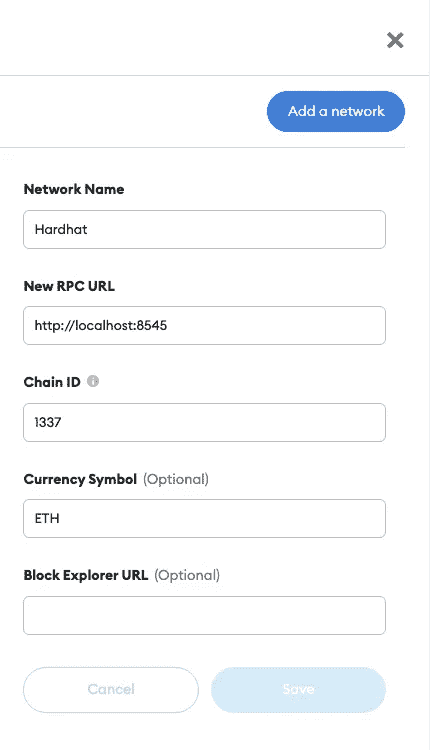 Add a network
Network Name
Hardhat
New RPC URL
http://localhost:8545
Chain ID
1337
Currency Symbol (Optional)
ETH
Block Explorer URL (Optional)
Cancel Save